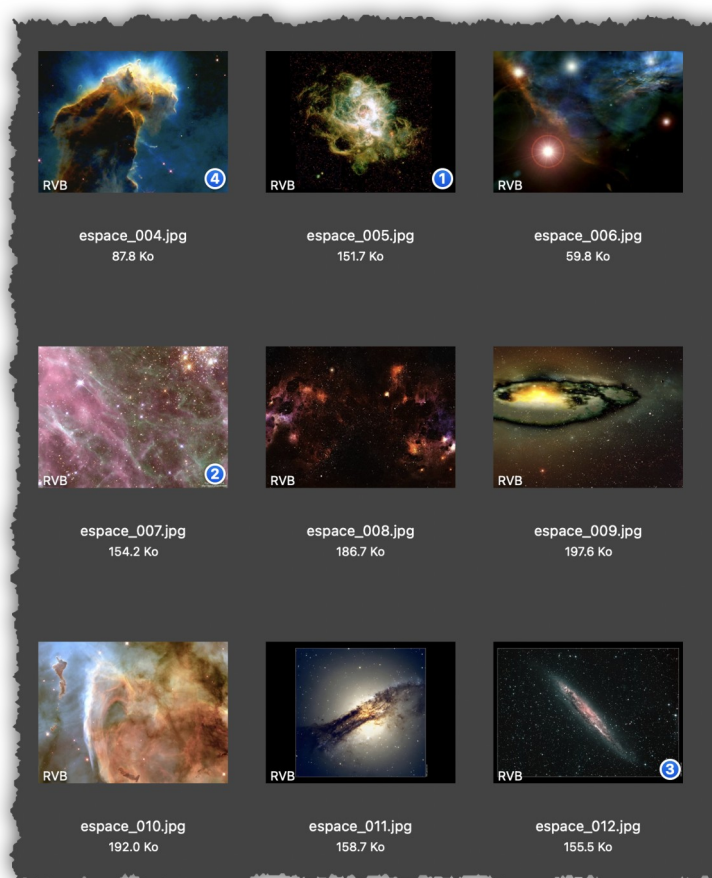 RVB
4
RVB
1
RVB
espace_004.jpg
87.8 Ko
espace_005.jpg
151.7 Ko
espace_006.jpg
59.8 Ko
RVB
2
RVB
RVB
espace_007.jpg
154.2 Ko
espace_008.jpg
186.7 Ko
espace_009.jpg
197.6 Ko
RVB
RVB
RVB
3
espace_010.jpg
192.0 Ko
espace_011.jpg
158.7 Ko
espace_012.jpg
155.5 Ko